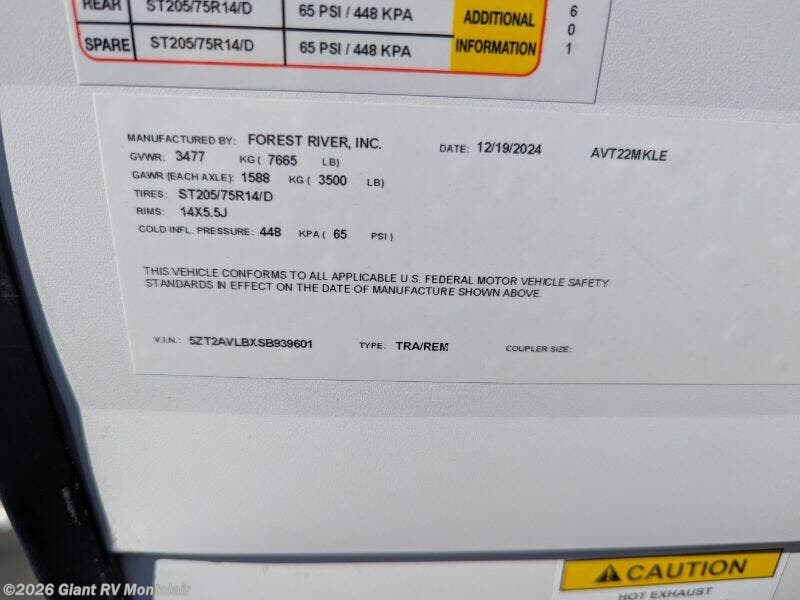 REAR ST205/75R14/D 65 PSI / 448 KPA ADDITIONAL 6
0
SPARE ST205/75R14/D 65 PSI / 448 KPA INFORMATION 1
MANUFACTURED BY: FOREST RIVER, INC. DATE: 12/19/2024 AVT22MKLE
GVWR: 3477 KG( 7665 LB)
GAWR (EACH AXLE): 1588 KG( 3500 LB)
TIRES: ST205/75R14/D
RIMS: 14X5.5J
COLD INFL. PRESSURE: 448 KPA( 65 PSI)
THIS VEHICLE CONFORMS TO ALL APPLICABLE U.S. FEDERAL MOTOR VEHICLE SAFETY
STANDARDS IN EFFECT ON THE DATE OF MANUFACTURE SHOWN ABOVE.
V.I.N.: 5ZT2AVLBXSB939601 TYPE: TRA/REM COUPLER SIZE:
CAUTION
HOT EXHAUST
©2026 Giant RV Montclair